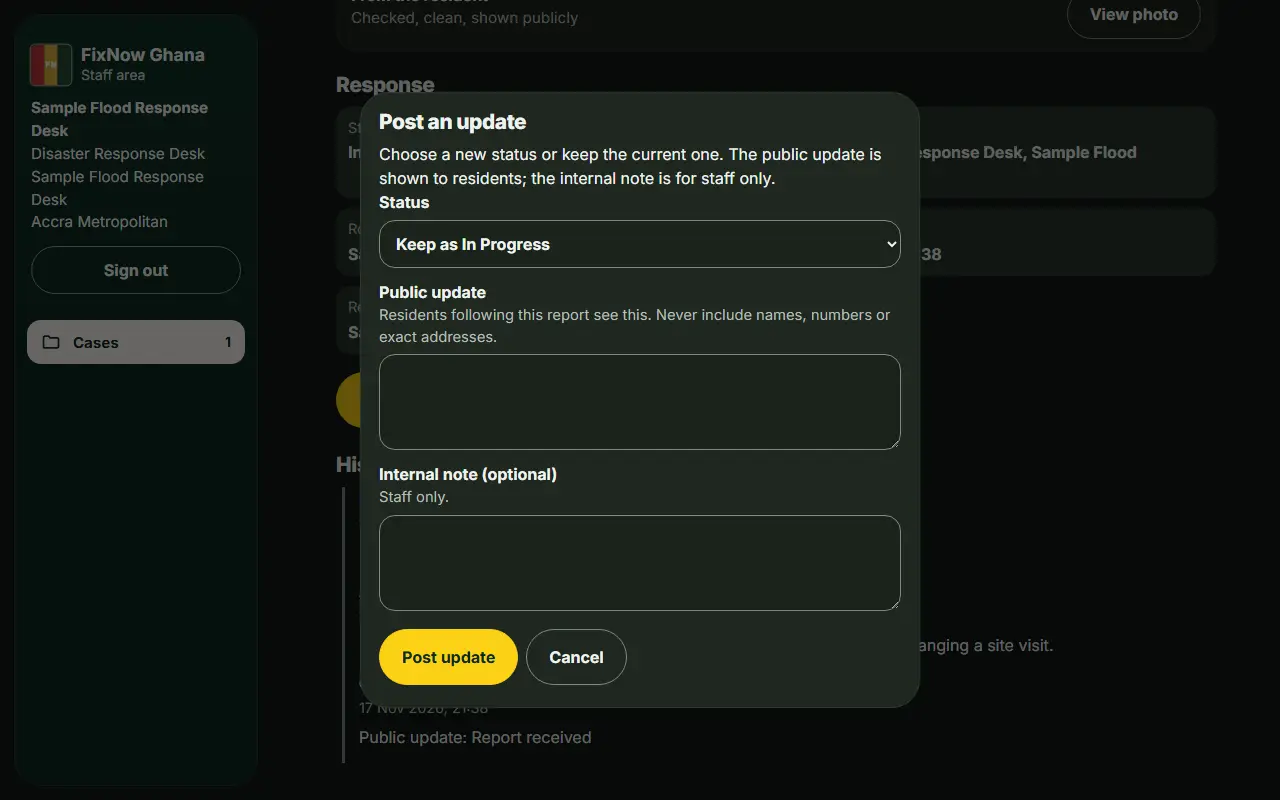 FixNow Ghana
Staff area
Sample Flood Response
Desk
Disaster Response Desk
Sample Flood Response
Desk
Accra Metropolitan
Sign out
Cases 1
Checked, clean, shown publicly
View photo
Response
Post an update
Choose a new status or keep the current one. The public update is
shown to residents; the internal note is for staff only.
Status
Keep as In Progress
Public update
Residents following this report see this. Never include names, numbers or
exact addresses.
Internal note (optional)
Staff only.
Post update
Cancel
Desk, Sample Flood
38
a site visit.
17 Nov 2026, 21:38
Public update: Report received